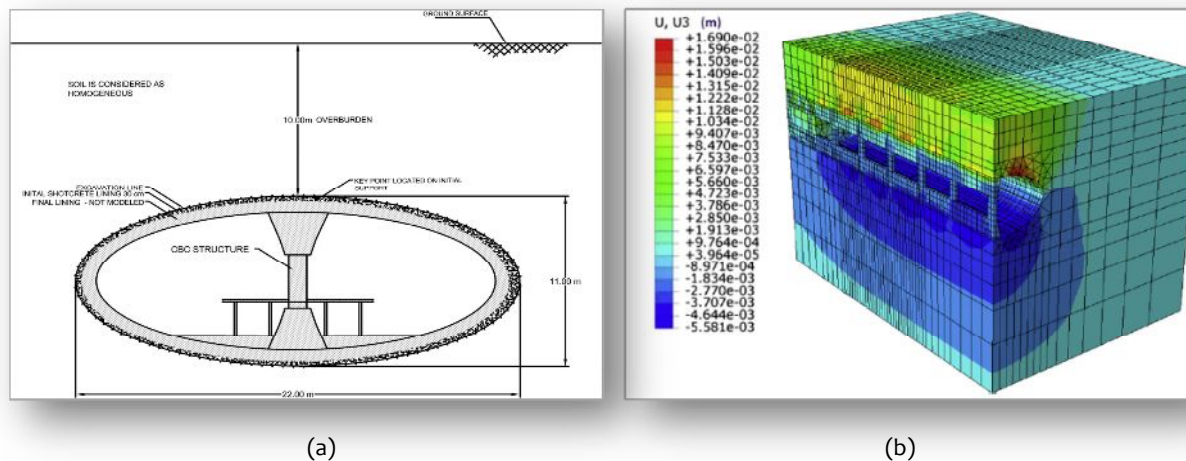 GROUND SURFACE
SOIL IS CONSIDERED AS
HOMOGENEOUS
10.00m OVERBURDEN
EXCAVATION LINE
INITAL SHOTCRETE LINING 30 cm
FINAL LINING - NOT MODELED
KEY POINT LOCATED ON INITIAL
SUPPORT
CBC STRUCTURE
11.00 m
22.00 m
(a)
U, U3 (m)
+1.690e-02
+1.596e-02
+1.503e-02
+1.409e-02
+1.315e-02
+1.222e-02
+1.128e-02
+1.034e-02
+9.407e-03
+8.470e-03
+7.533e-03
+6.597e-03
+5.660e-03
+4.723e-03
+3.786e-03
+2.850e-03
+1.913e-03
+9.764e-04
+3.964e-05
-8.971e-04
-1.834e-03
-2.770e-03
-3.707e-03
-4.644e-03
-5.581e-03
(b)